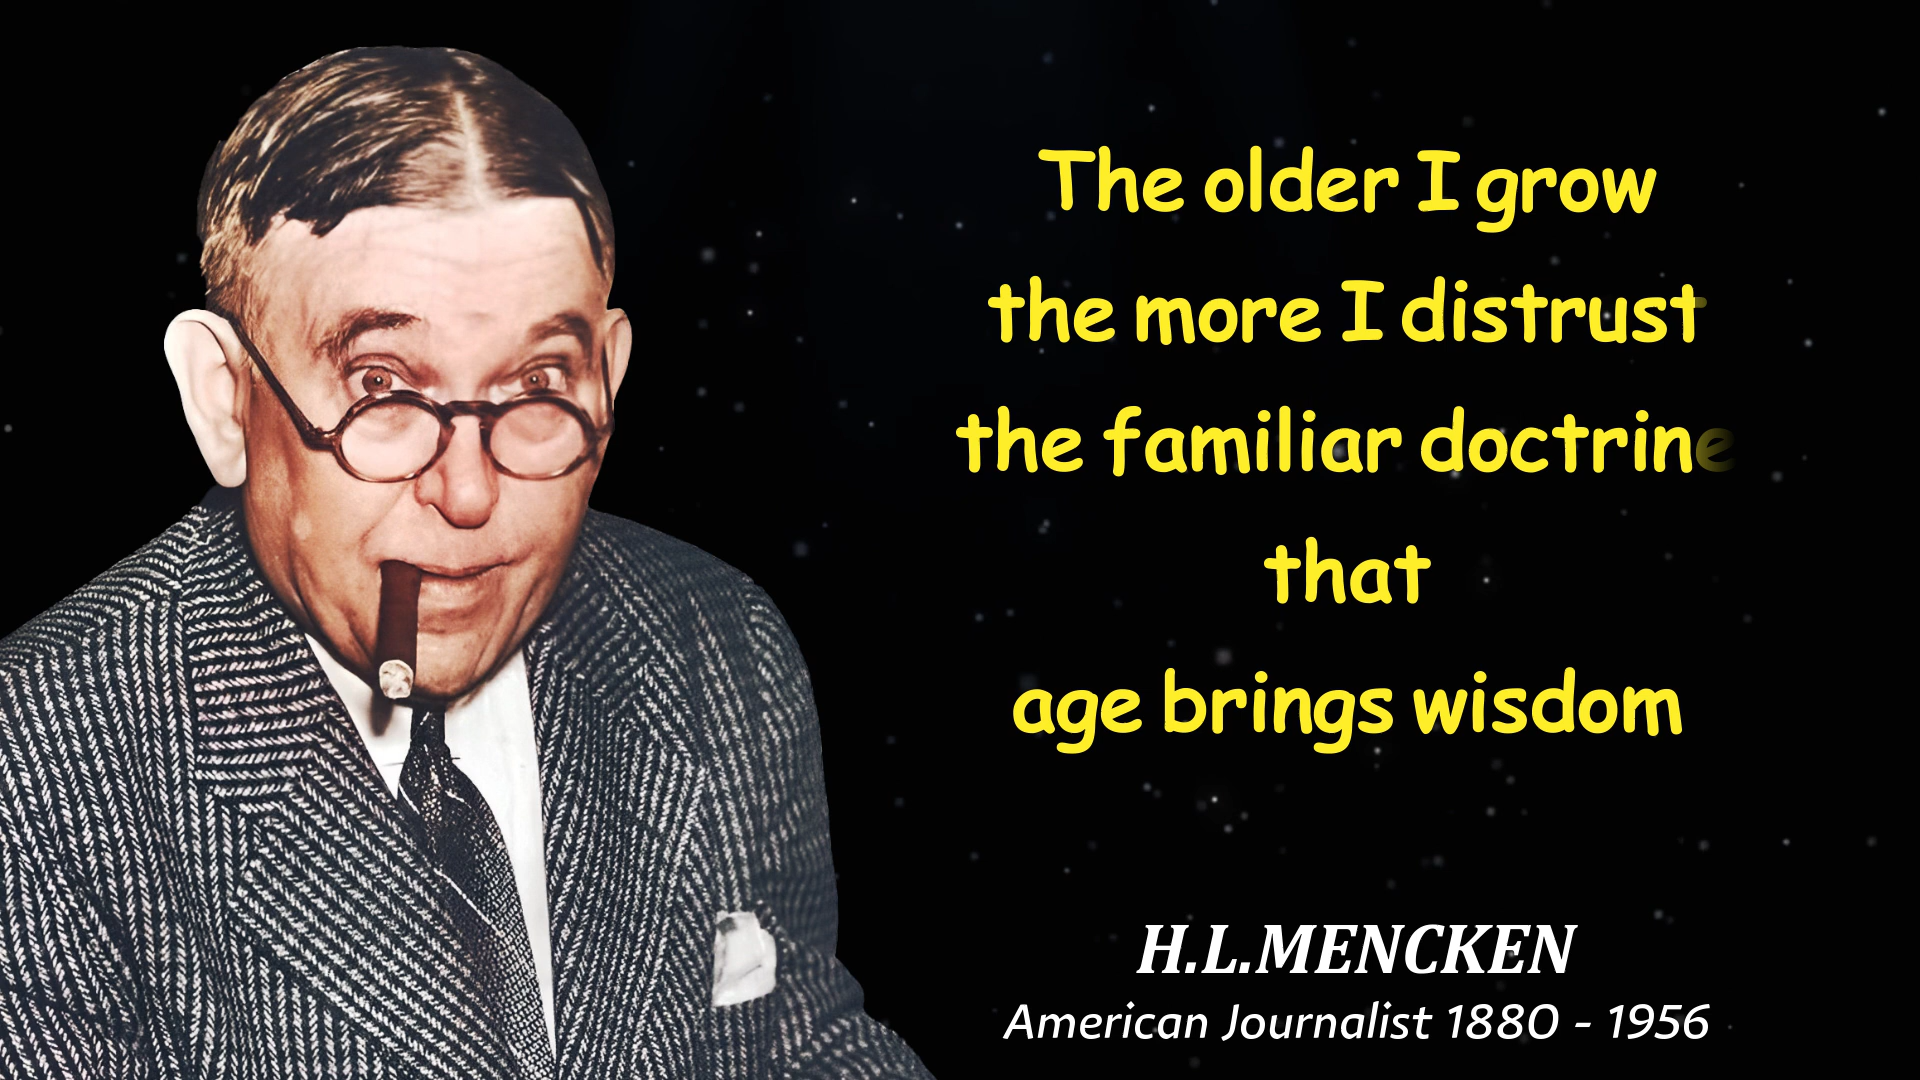 The older I grow
the more I distrust
the familiar doctrine
that
age brings wisdom
H.L.MENCKEN
American Journalist 1880 - 1956